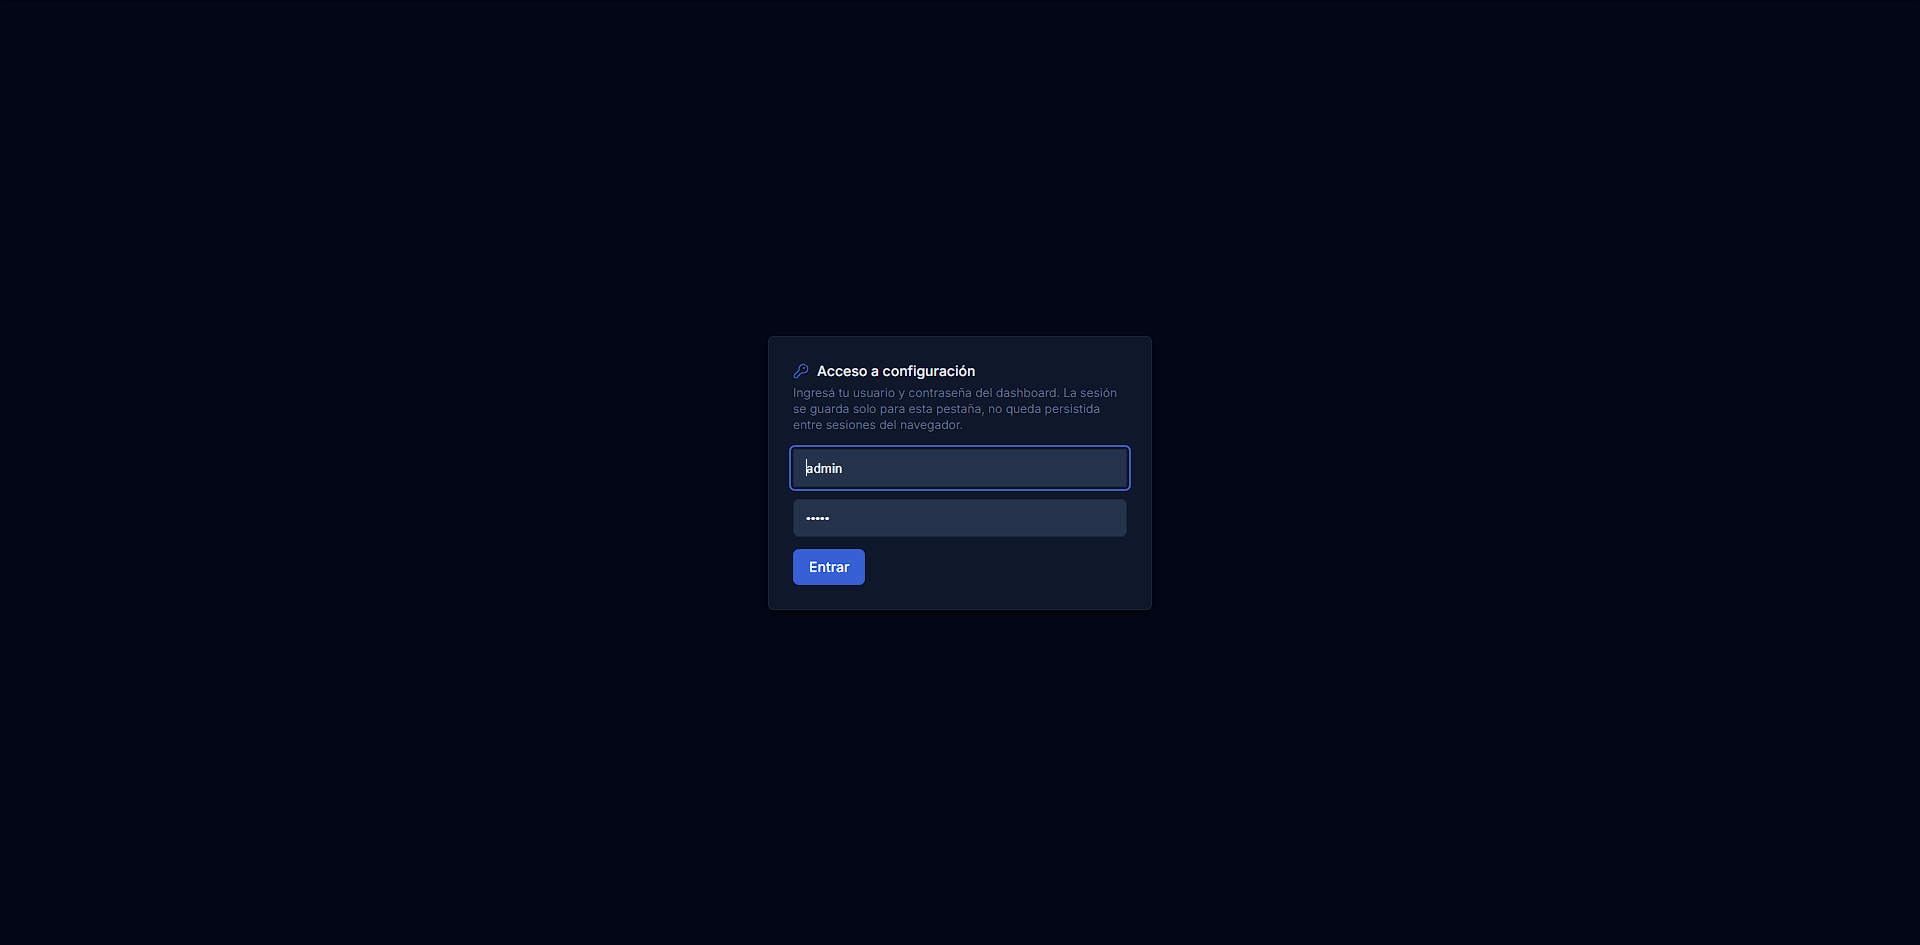 Acceso a configuración
Ingresá tu usuario y contraseña del dashboard. La sesión
se guarda solo para esta pestaña, no queda persistida
entre sesiones del navegador.
admin
•••••
Entrar